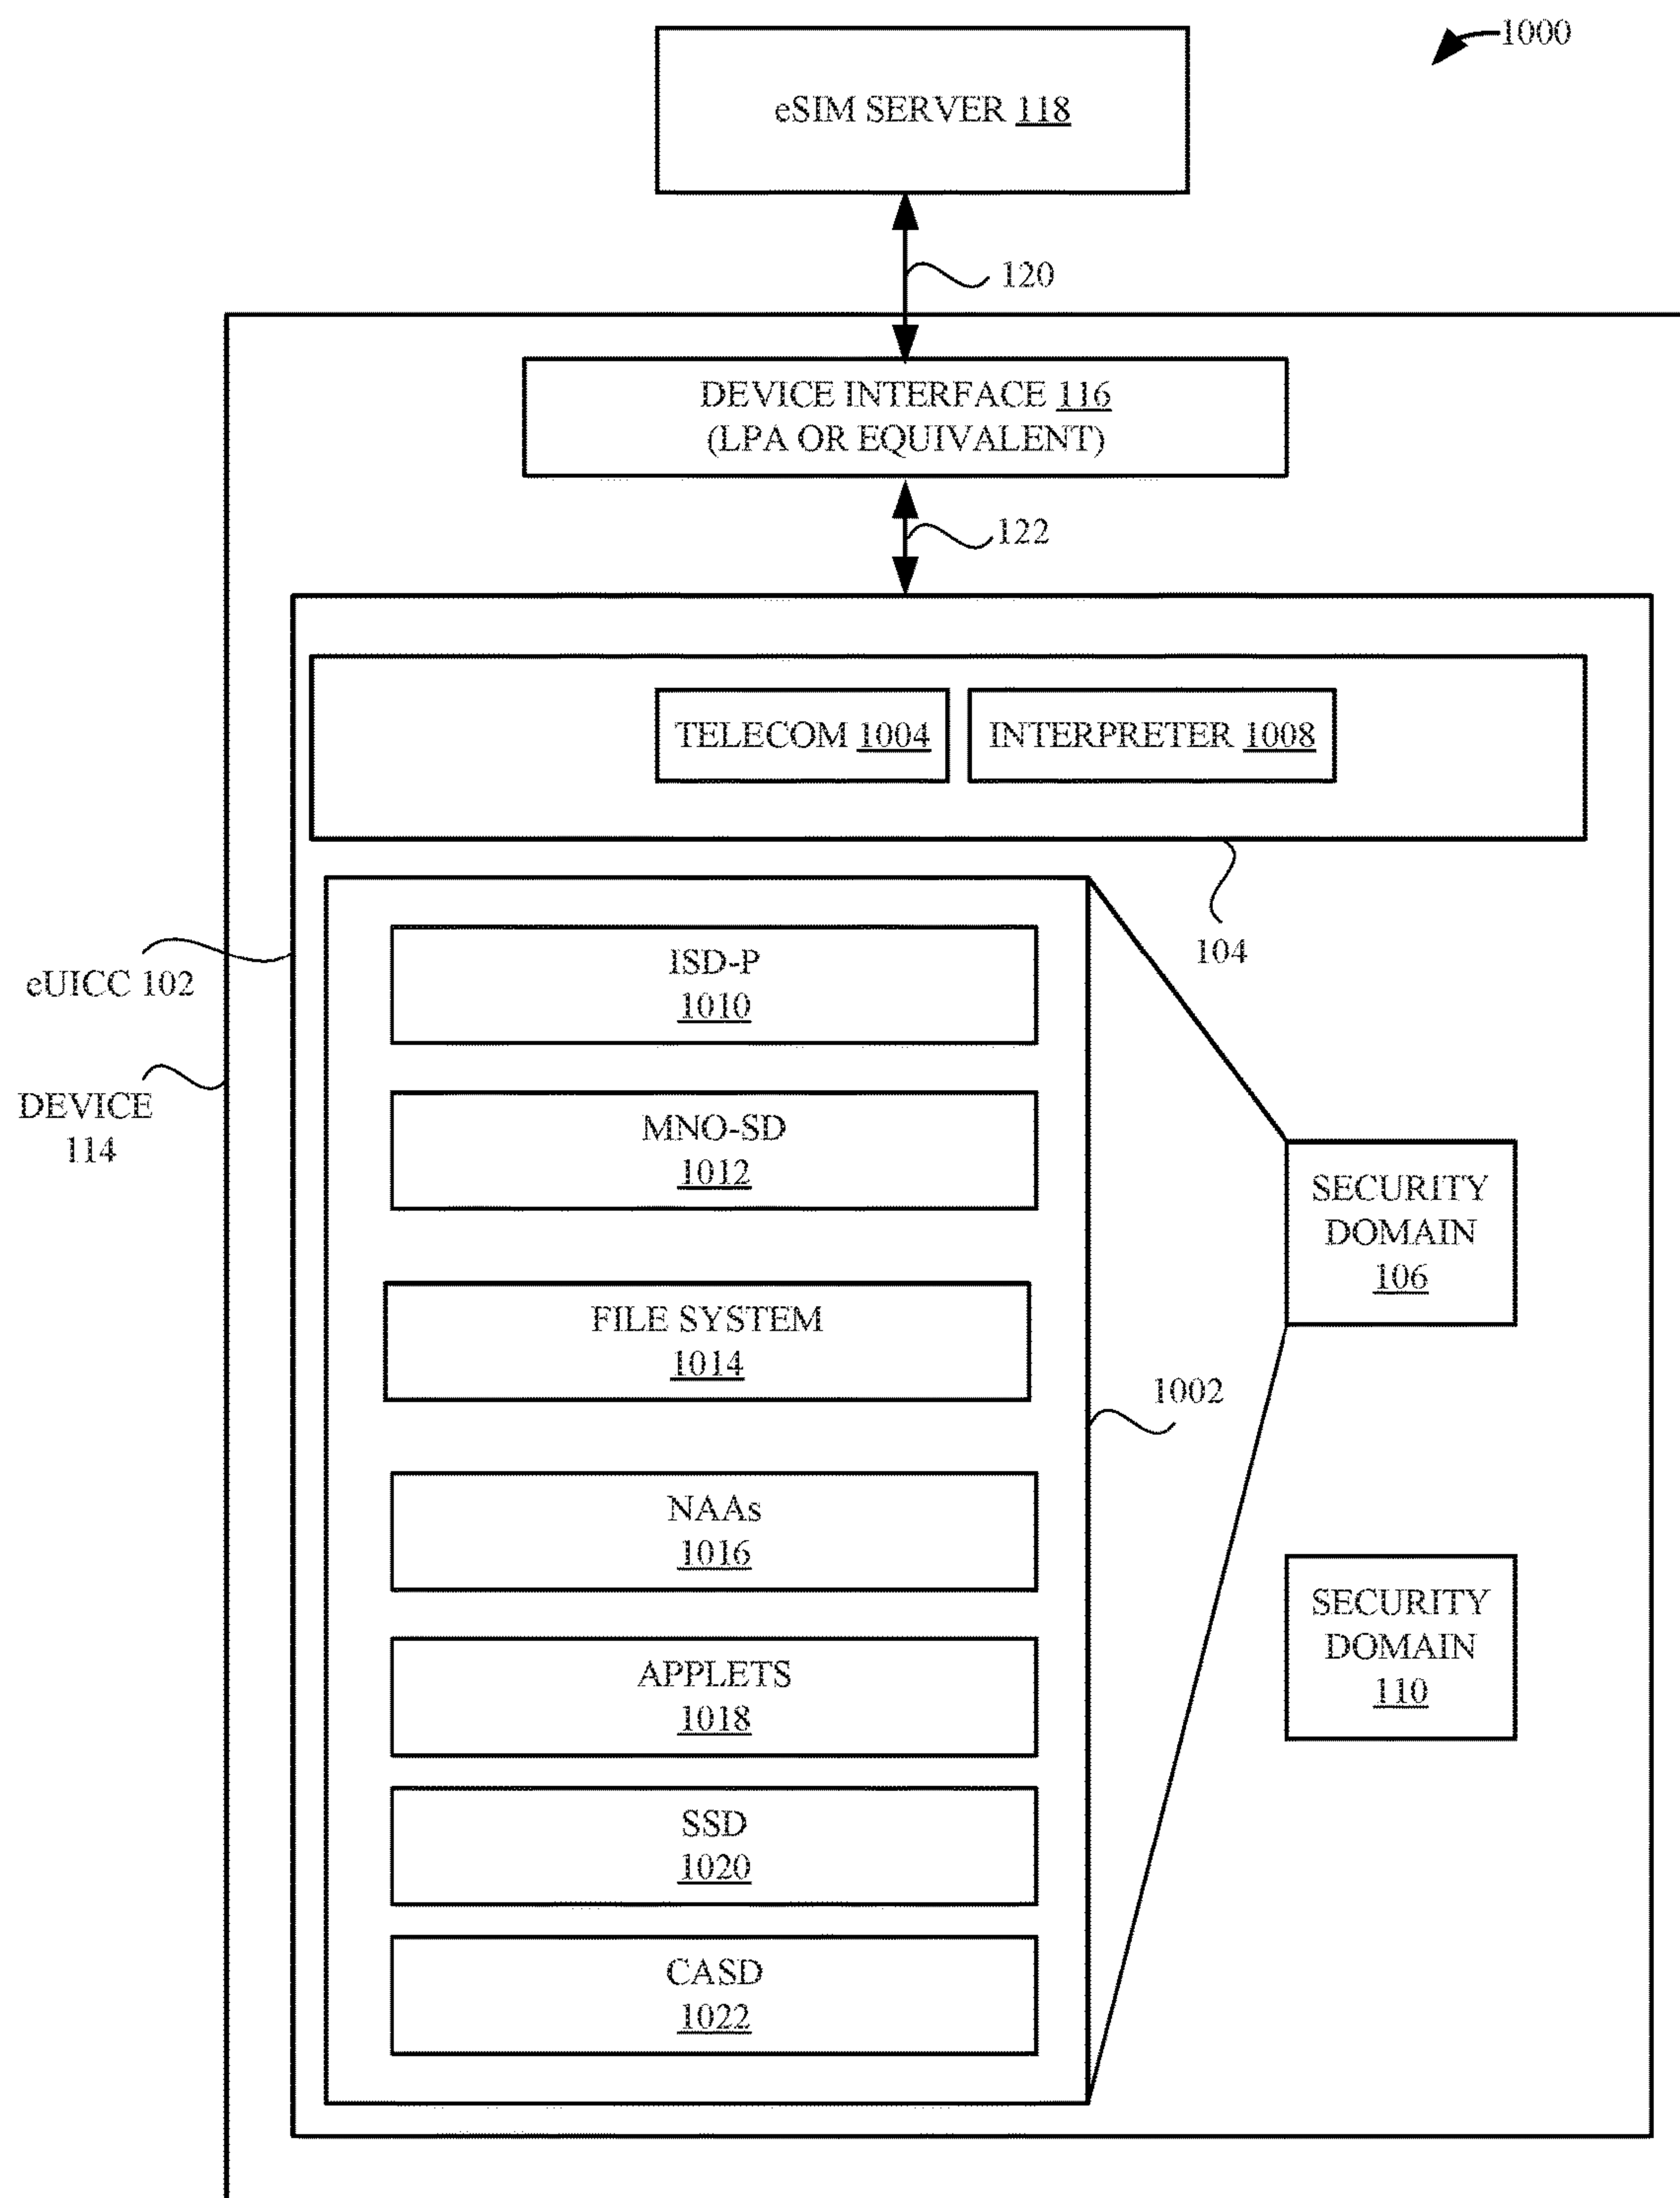 1000
eSIM SERVER 118
120
DEVICE INTERFACE 116
(LPA OR EQUIVALENT)
122
TELECOM 1004
INTERPRETER 1008
104
ISD-P
1010
eUICC 102
MNO-SD
1012
DEVICE
114
SECURITY
DOMAIN
106
FILE SYSTEM
1014
1002
NAAs
1016
SECURITY
DOMAIN
110
APPLETS
1018
SSD
1020
CASD
1022